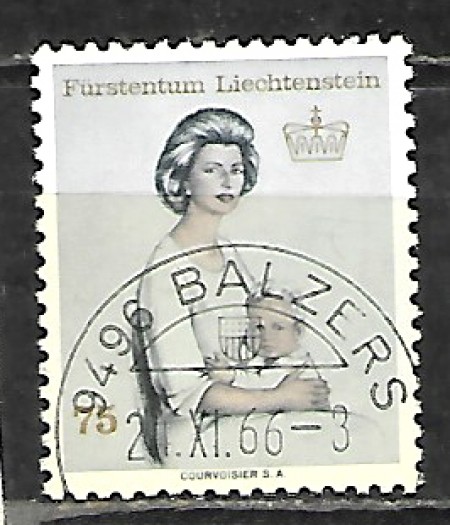 Fürstentum Liechtenstein
9496 BALZERS
75
XI.66-3
COURVOISIER S.A.